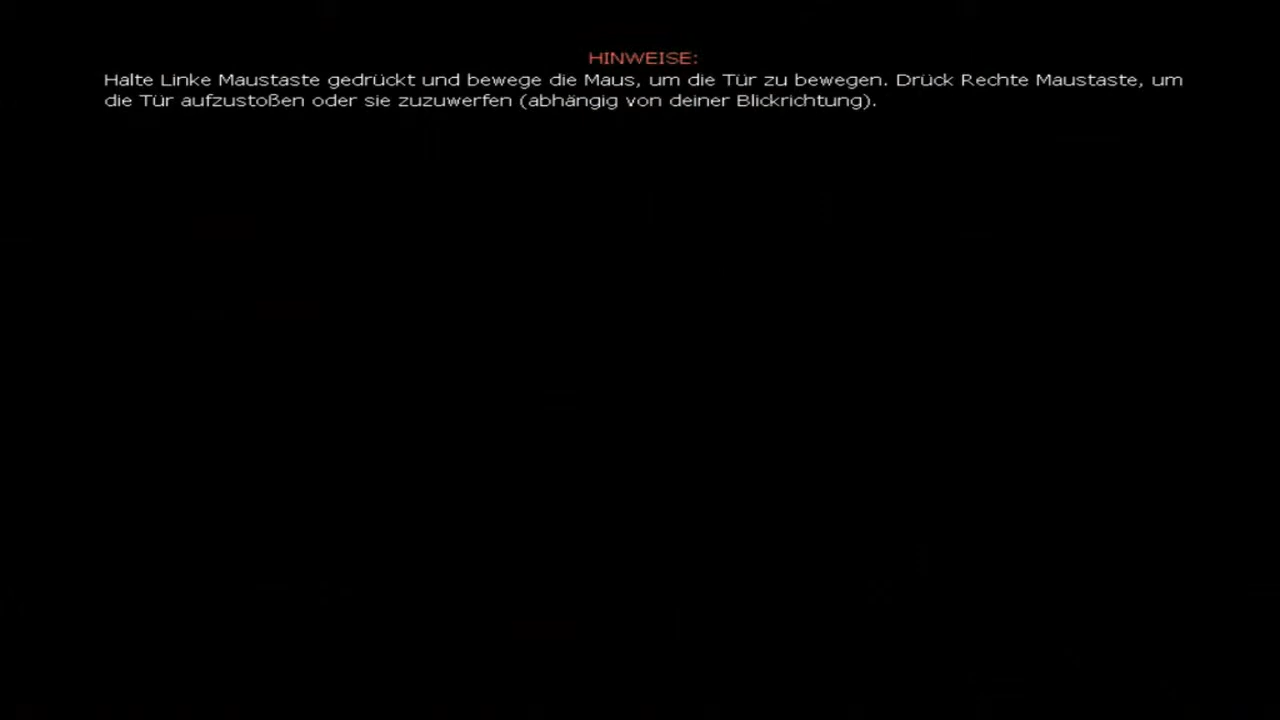 HINWEISE:
Halte Linke Maustaste gedrückt und bewege die Maus, um die Tür zu bewegen. Drück Rechte Maustaste, um
die Tür aufzustoßen oder sie zuzuwerfen (abhängig von deiner Blickrichtung).